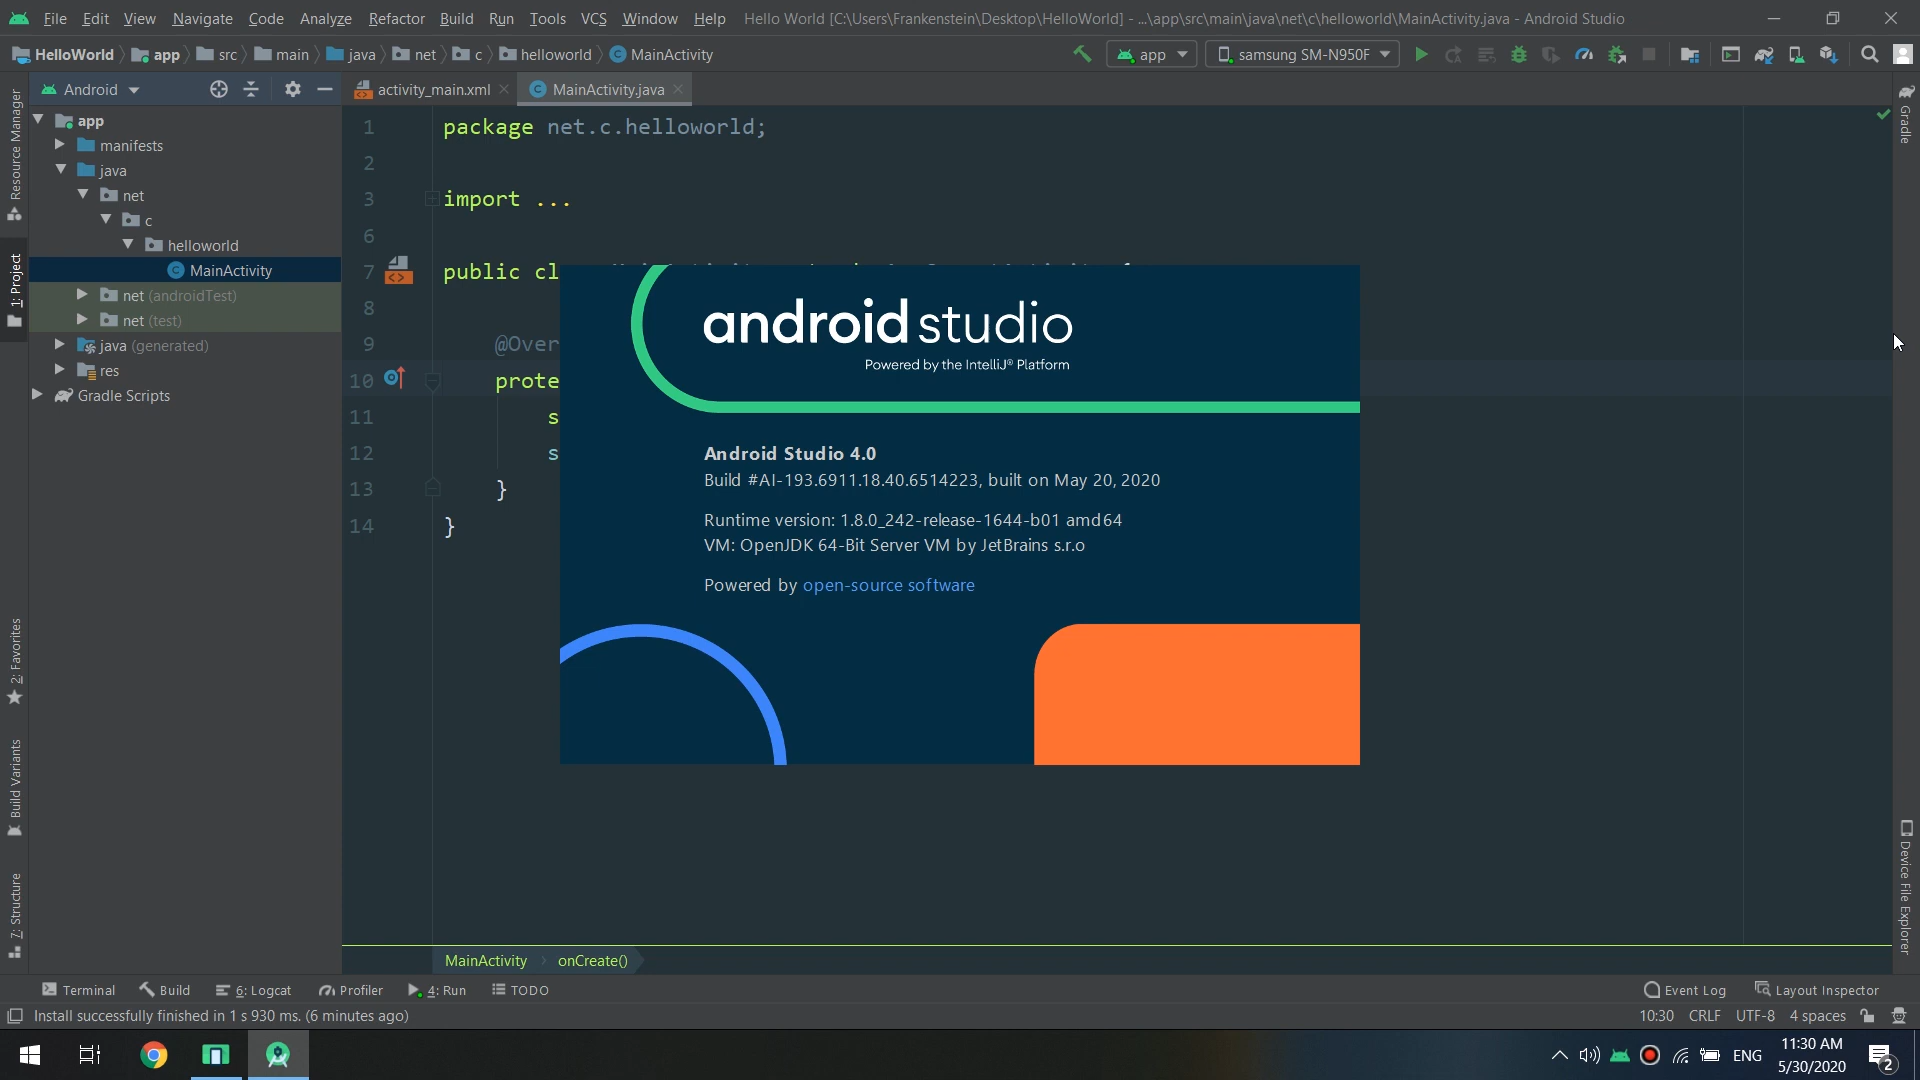 File Edit View Navigate Code Analyze Refactor Build Run Tools VCS Window Help Hello World [C:\Users\Frankenstein\Desktop\HelloWorld] - ...\app\src\main\java\net\c\helloworld\MainActivity.java - Android Studio
HelloWorld app src main java net c helloworld MainActivity app samsung SM-N950F
Android activity_main.xml MainActivity.java
Resource Manager
1: Project
2: Favorites
Build Variants
7: Structure
app
manifests
java
net
c
helloworld
MainActivity
net (androidTest)
net (test)
java (generated)
res
Gradle Scripts
1 package net.c.helloworld;
2
3 import ...
6
7 public cl
8
9 @Over
10 prote
11 s
12 s
13 }
14 }
androidstudio
Powered by the IntelliJ® Platform
Android Studio 4.0
Build #AI-193.6911.18.40.6514223, built on May 20, 2020
Runtime version: 1.8.0_242-release-1644-b01 amd64
VM: OpenJDK 64-Bit Server VM by JetBrains s.r.o
Powered by open-source software
Gradle
Device File Explorer
MainActivity onCreate()
Terminal Build 6: Logcat Profiler 4: Run TODO Event Log Layout Inspector
Install successfully finished in 1 s 930 ms. (6 minutes ago) 10:30 CRLF UTF-8 4 spaces
ENG 11:30 AM
5/30/2020 2